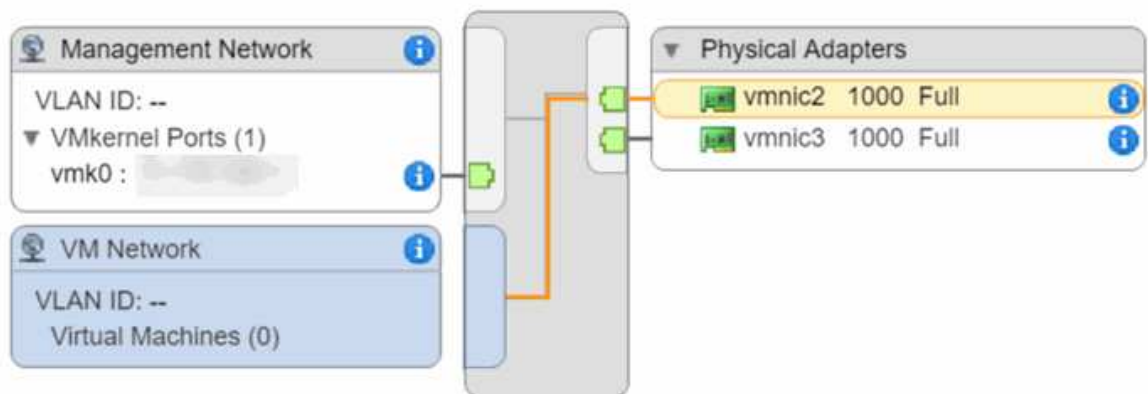 Management Network
VLAN ID: --
VMkernel Ports (1)
vmk0 :
VM Network
VLAN ID: --
Virtual Machines (0)
Physical Adapters
vmnic2 1000 Full
vmnic3 1000 Full